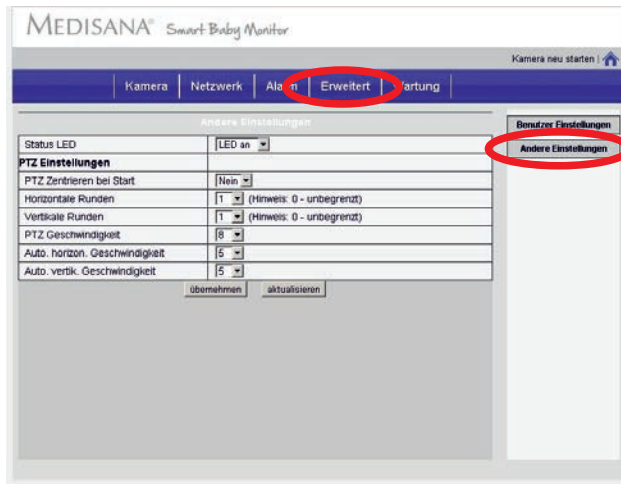 MEDISANA® Smart Baby Monitor
Kamera neu starten |
Kamera | Netzwerk | Alarm | Erweitert | Wartung |
Andere Einstellungen
Benutzer Einstellungen
Andere Einstellungen
Status LED LED an
PTZ Einstellungen
PTZ Zentrieren bei Start Nein
Horizontale Runden 1 (Hinweis: 0 - unbegrenzt)
Vertikale Runden 1 (Hinweis: 0 - unbegrenzt)
PTZ Geschwindigkeit 8
Auto. horizon. Geschwindigkeit 5
Auto. vertik. Geschwindigkeit 5
übernehmen aktualisieren